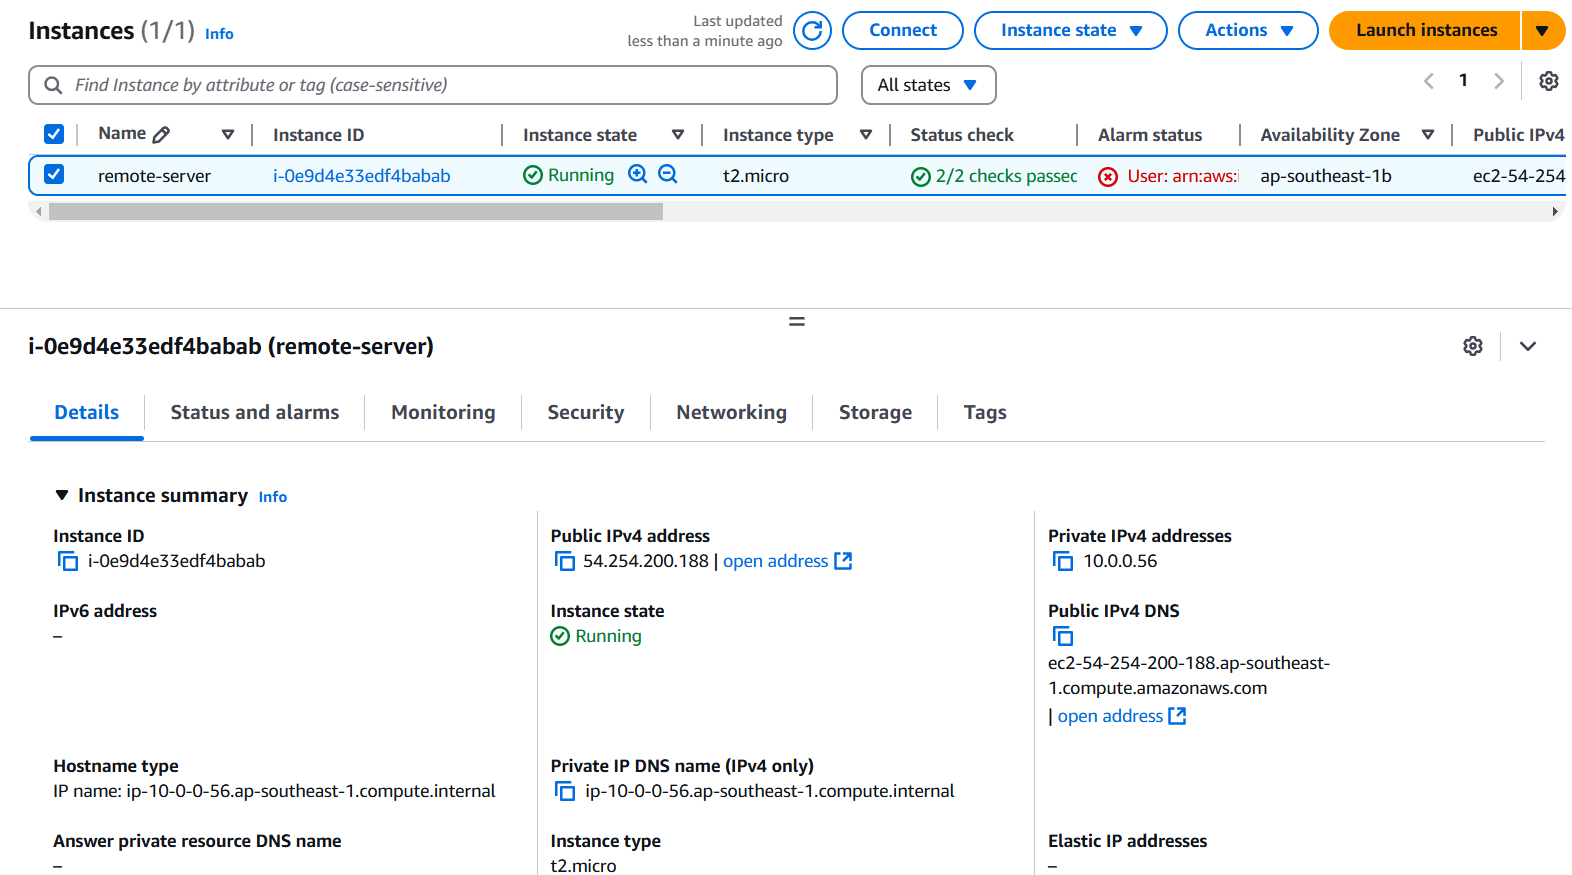 Instances (1/1) Info
Last updated
less than a minute ago
Connect
Instance state
Actions
Launch instances
Find Instance by attribute or tag (case-sensitive)
All states
1
Name Instance ID Instance state Instance type Status check Alarm status Availability Zone Public IPv4
remote-server i-0e9d4e33edf4babab Running t2.micro 2/2 checks passed User: arn:aws:i ap-southeast-1b ec2-54-254
i-0e9d4e33edf4babab (remote-server)
Details Status and alarms Monitoring Security Networking Storage Tags
Instance summary Info
Instance ID
i-0e9d4e33edf4babab
Public IPv4 address
54.254.200.188 | open address
Private IPv4 addresses
10.0.0.56
IPv6 address
–
Instance state
Running
Public IPv4 DNS
ec2-54-254-200-188.ap-southeast-
1.compute.amazonaws.com
| open address
Hostname type
IP name: ip-10-0-0-56.ap-southeast-1.compute.internal
Private IP DNS name (IPv4 only)
ip-10-0-0-56.ap-southeast-1.compute.internal
Answer private resource DNS name
–
Instance type
t2.micro
Elastic IP addresses
–